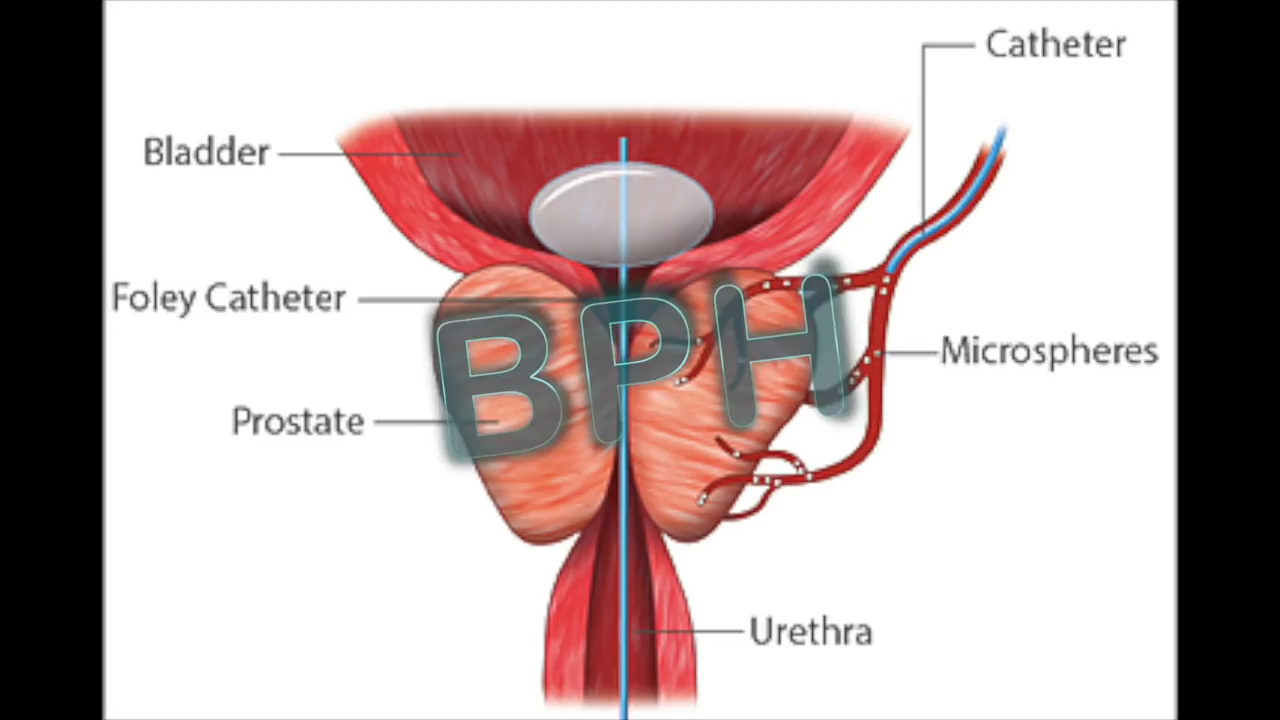 Catheter
Bladder
Foley Catheter
BPH
Microspheres
Prostate
Urethra